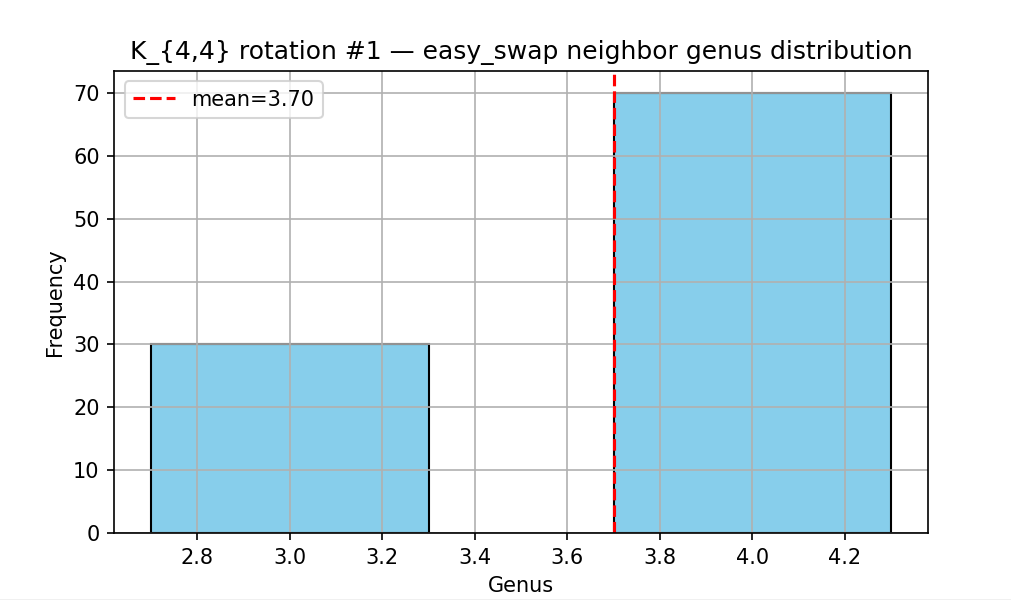 K_{4,4} rotation #1 — easy_swap neighbor genus distribution
mean=3.70
Frequency
70
60
50
40
30
20
10
0
2.8 3.0 3.2 3.4 3.6 3.8 4.0 4.2
Genus